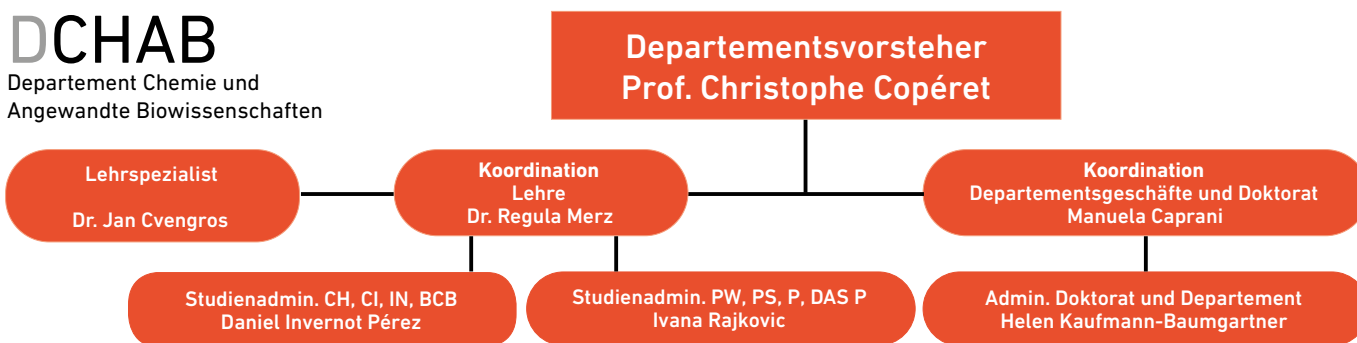 DCHAB
Departement Chemie und
Angewandte Biowissenschaften
Departementsvorsteher
Prof. Christophe Copéret
Lehrspezialist
Dr. Jan Cvengros
Koordination
Lehre
Dr. Regula Merz
Koordination
Departementsgeschäfte und Doktorat
Manuela Caprani
Studienadmin. CH, CI, IN, BCB
Daniel Invernot Pérez
Studienadmin. PW, PS, P, DAS P
Ivana Rajkovic
Admin. Doktorat und Departement
Helen Kaufmann-Baumgartner